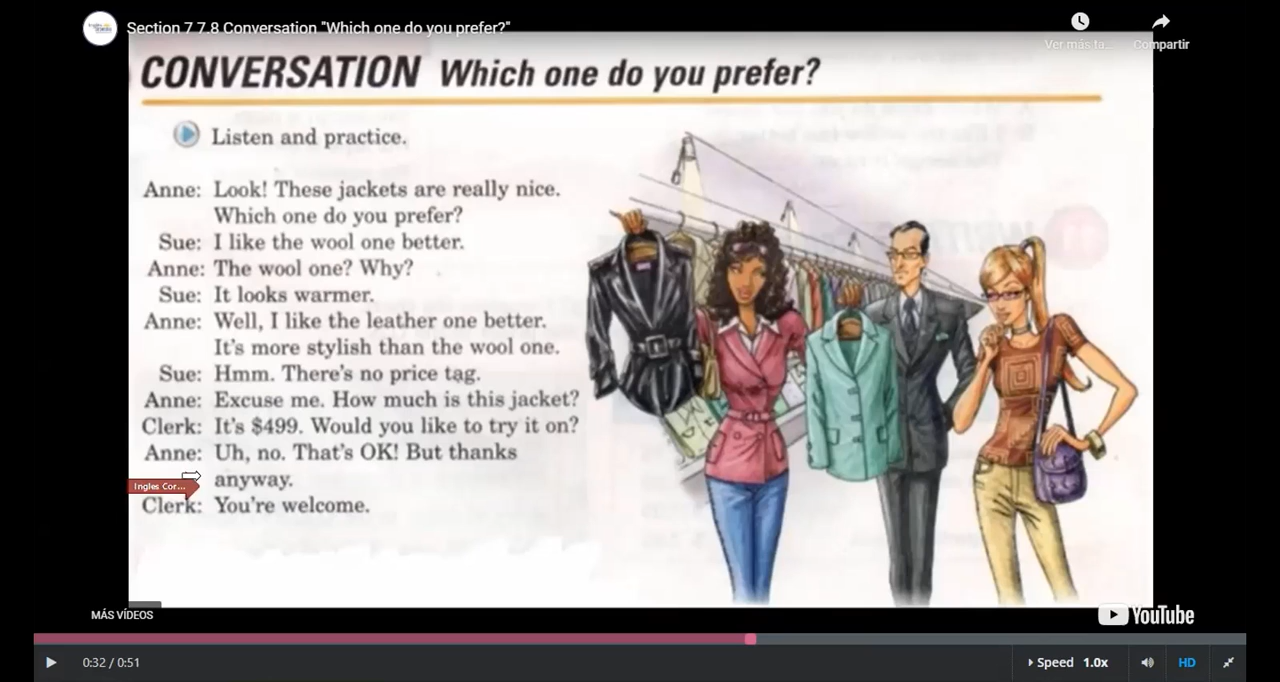 Section 7 7.8 Conversation "Which one do you prefer?"
Ver más ta...
Compartir
CONVERSATION Which one do you prefer?
Listen and practice.
Anne: Look! These jackets are really nice.
Which one do you prefer?
Sue: I like the wool one better.
Anne: The wool one? Why?
Sue: It looks warmer.
Anne: Well, I like the leather one better.
It's more stylish than the wool one.
Sue: Hmm. There's no price tag.
Anne: Excuse me. How much is this jacket?
Clerk: It's $499. Would you like to try it on?
Anne: Uh, no. That's OK! But thanks
Ingles Cor...
anyway.
Clerk: You're welcome.
MÁS VÍDEOS
YouTube
0:32 / 0:51
Speed 1.0x
HD